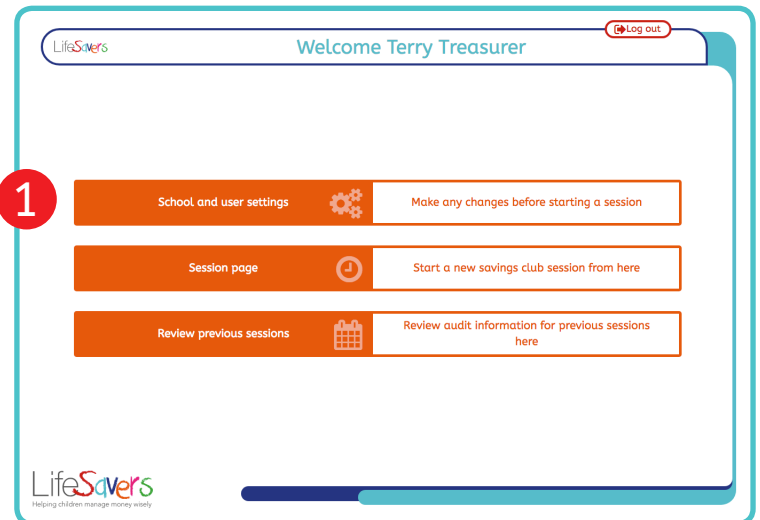 Log out
LifeSavers
Welcome Terry Treasurer
1
School and user settings
Make any changes before starting a session
Session page
Start a new savings club session from here
Review previous sessions
Review audit information for previous sessions
here
LifeSavers
Helping children manage money wisely